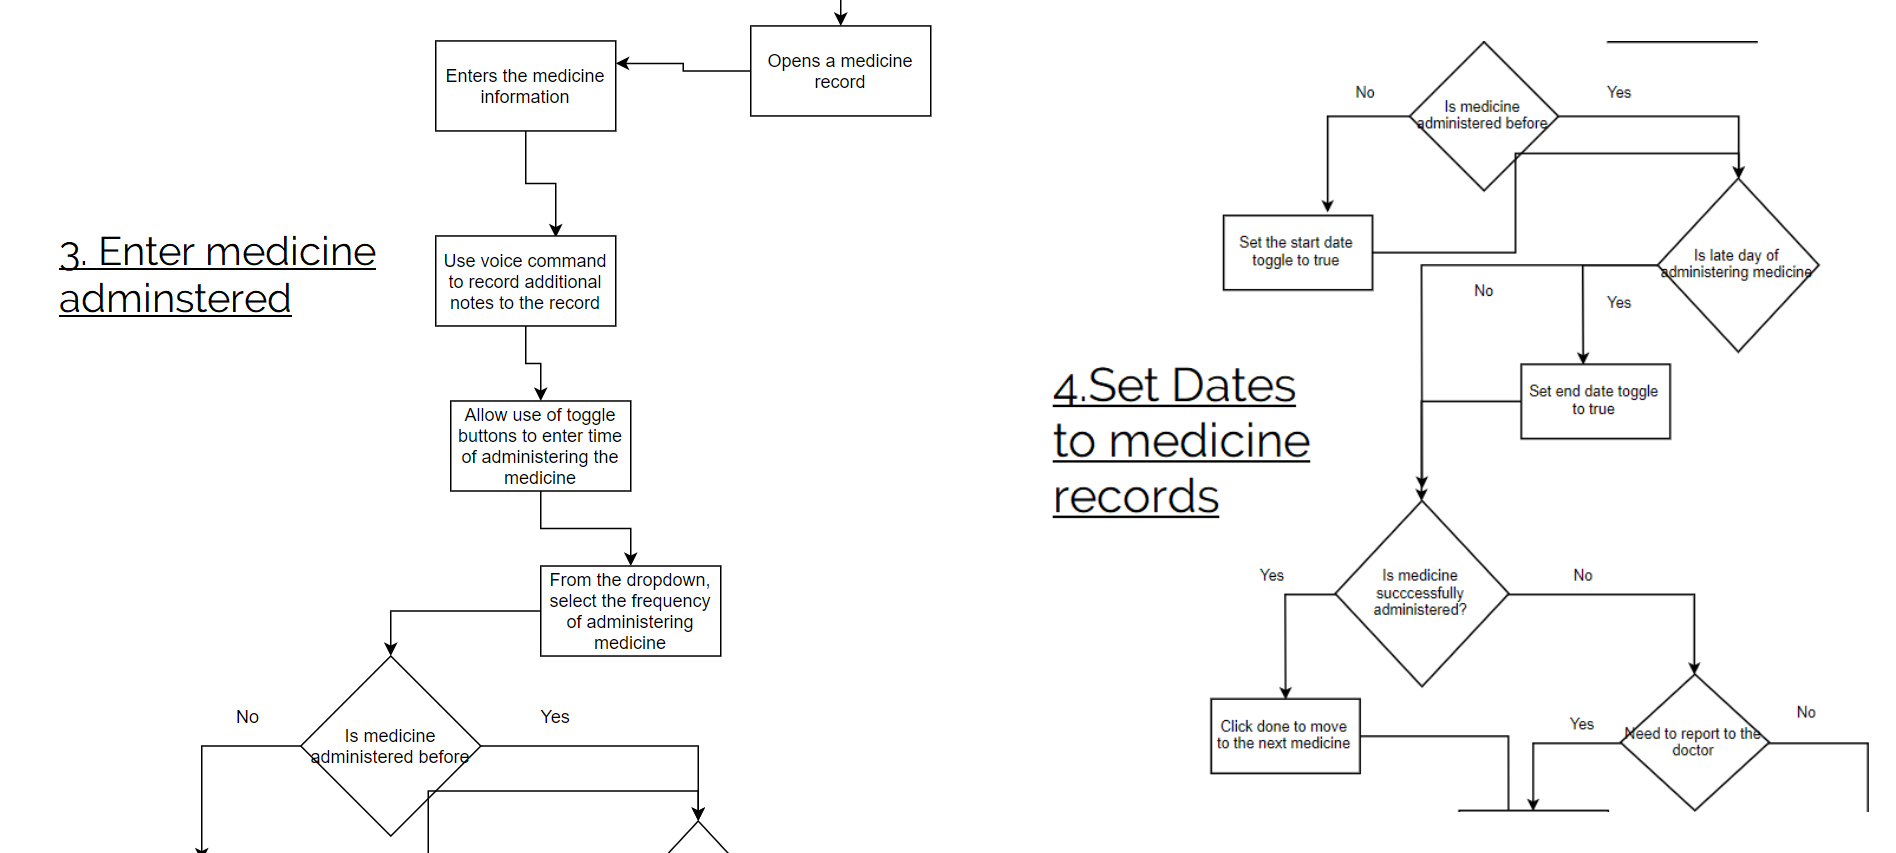 Opens a medicine
record
Enters the medicine
information
3. Enter medicine
adminstered
Use voice command
to record additional
notes to the record
Allow use of toggle
buttons to enter time
of administering the
medicine
From the dropdown,
select the frequency
of administering
medicine
No
Yes
Is medicine
administered before
No
Yes
Is medicine
administered before
Set the start date
toggle to true
Is late day of
administering medicine
No
Yes
Set end date toggle
to true
4.Set Dates
to medicine
records
Yes
Is medicine
succcessfully
administered?
No
Click done to move
to the next medicine
Yes
Need to report to the
doctor
No